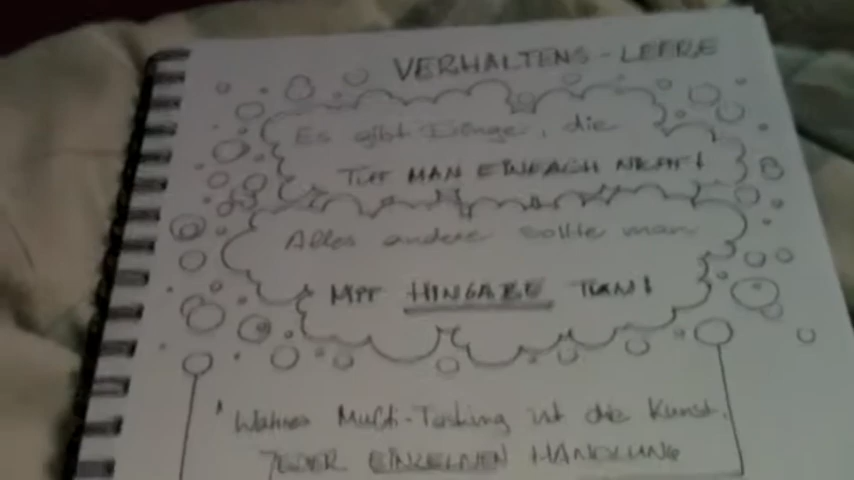 VERHALTENS-LEERE
Es gibt Dinge, die
TUT MAN EINFACH NICHT!
Alles andere sollte man
MIT HINGABE TUN!
Wahres Multi-Tasking ist die Kunst,
JEDER EINZELNEN HANDLUNG